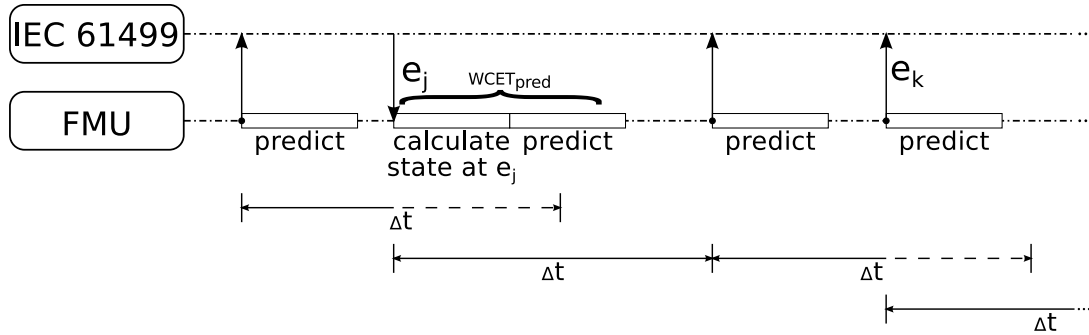 IEC 61499
e_j
WCET_pred
e_k
FMU
predict
calculate
state at e_j
predict
predict
predict
Δt
Δt
Δt
Δt